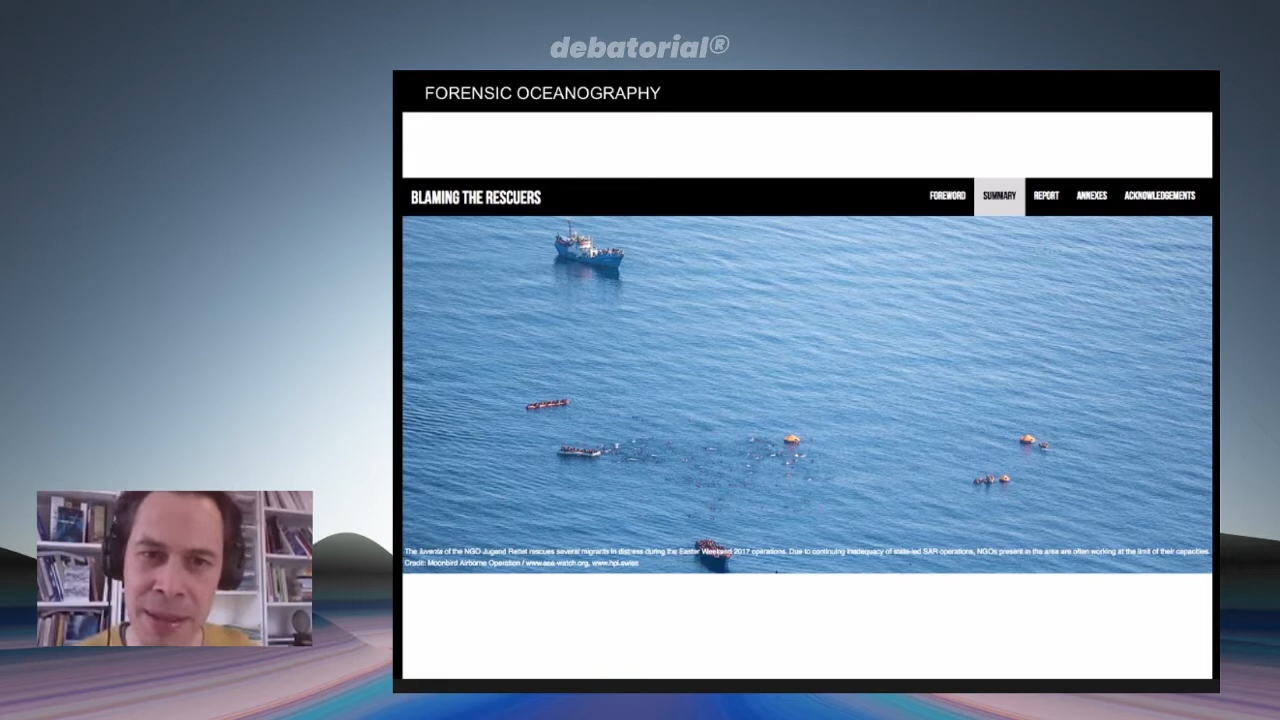 debatorial®
FORENSIC OCEANOGRAPHY
BLAMING THE RESCUERS
FOREWORD
SUMMARY
REPORT
ANNEXES
ACKNOWLEDGEMENTS
The Iuventa of the NGO Jugend Rettet rescues several migrants in distress during the Easter Weekend 2017 operations. Due to continuing inadequacy of state-led SAR operations, NGOs present in the area are often working at the limit of their capacities.
Credit: Moonbird Airborne Operation / www.sea-watch.org, www.hpi.swiss